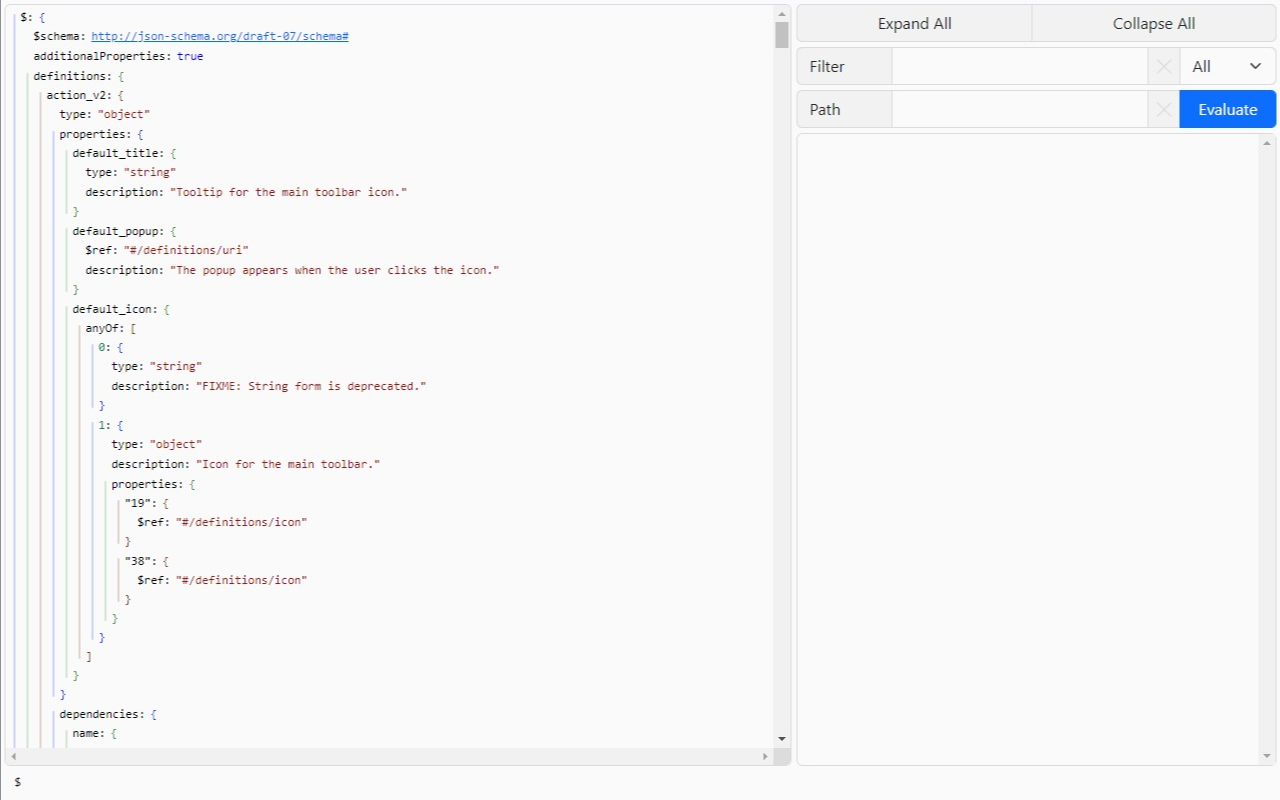 $: {
$schema: http://json-schema.org/draft-07/schema#
additionalProperties: true
definitions: {
action_v2: {
type: "object"
properties: {
default_title: {
type: "string"
description: "Tooltip for the main toolbar icon."
}
default_popup: {
$ref: "#/definitions/uri"
description: "The popup appears when the user clicks the icon."
}
default_icon: {
anyOf: [
0: {
type: "string"
description: "FIXME: String form is deprecated."
}
1: {
type: "object"
description: "Icon for the main toolbar."
properties: {
"19": {
$ref: "#/definitions/icon"
}
"38": {
$ref: "#/definitions/icon"
}
}
}
]
}
}
dependencies: {
name: {
$
Expand All
Collapse All
Filter
All
Path
Evaluate